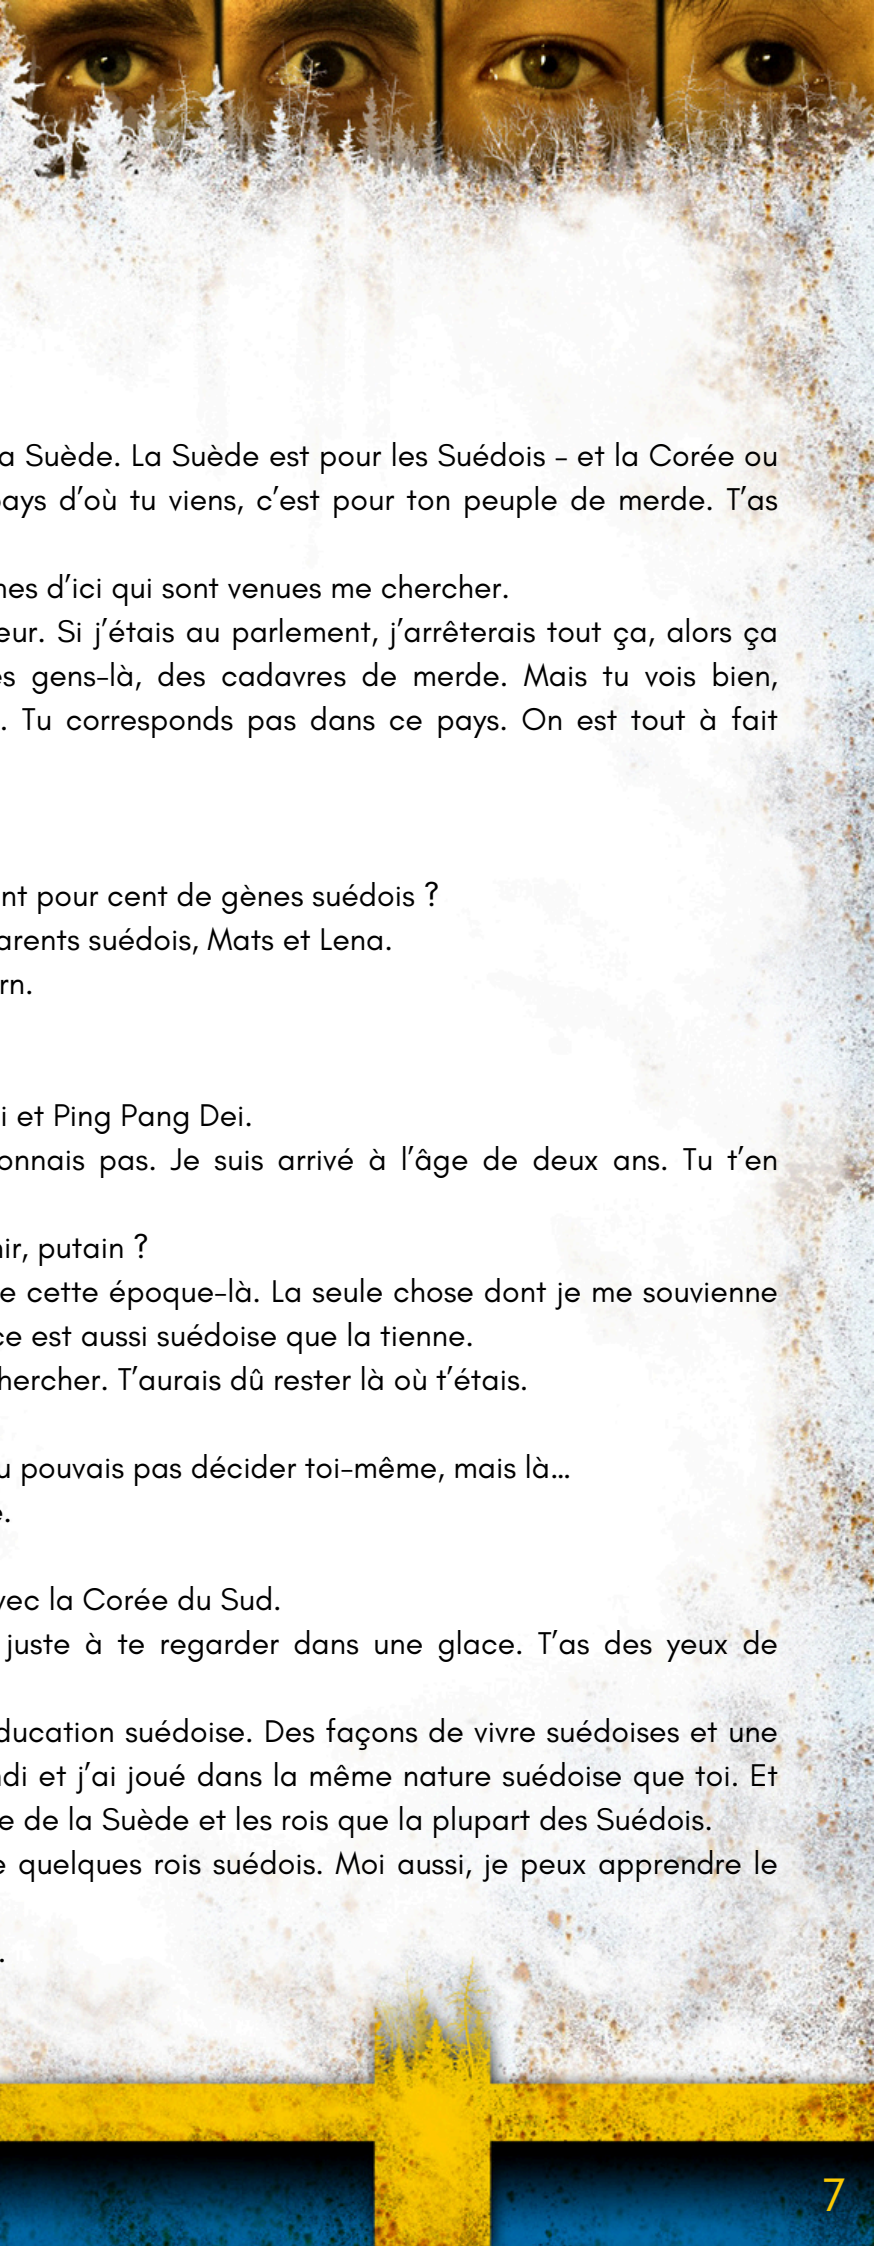 a Suède. La Suède est pour les Suédois - et la Corée ou
pays d’où tu viens, c’est pour ton peuple de merde. T’as
nes d’ici qui sont venues me chercher.
eur. Si j’étais au parlement, j’arrêterais tout ça, alors ça
es gens-là, des cadavres de merde. Mais tu vois bien,
. Tu corresponds pas dans ce pays. On est tout à fait
nt pour cent de gènes suédois ?
arents suédois, Mats et Lena.
rn.
i et Ping Pang Dei.
onnais pas. Je suis arrivé à l’âge de deux ans. Tu t’en
nir, putain ?
e cette époque-là. La seule chose dont je me souvienne
ce est aussi suédoise que la tienne.
hercher. T’aurais dû rester là où t’étais.
u pouvais pas décider toi-même, mais là…
e.
vec la Corée du Sud.
juste à te regarder dans une glace. T’as des yeux de
ducation suédoise. Des façons de vivre suédoises et une
ndi et j’ai joué dans la même nature suédoise que toi. Et
e de la Suède et les rois que la plupart des Suédois.
e quelques rois suédois. Moi aussi, je peux apprendre le
.
7